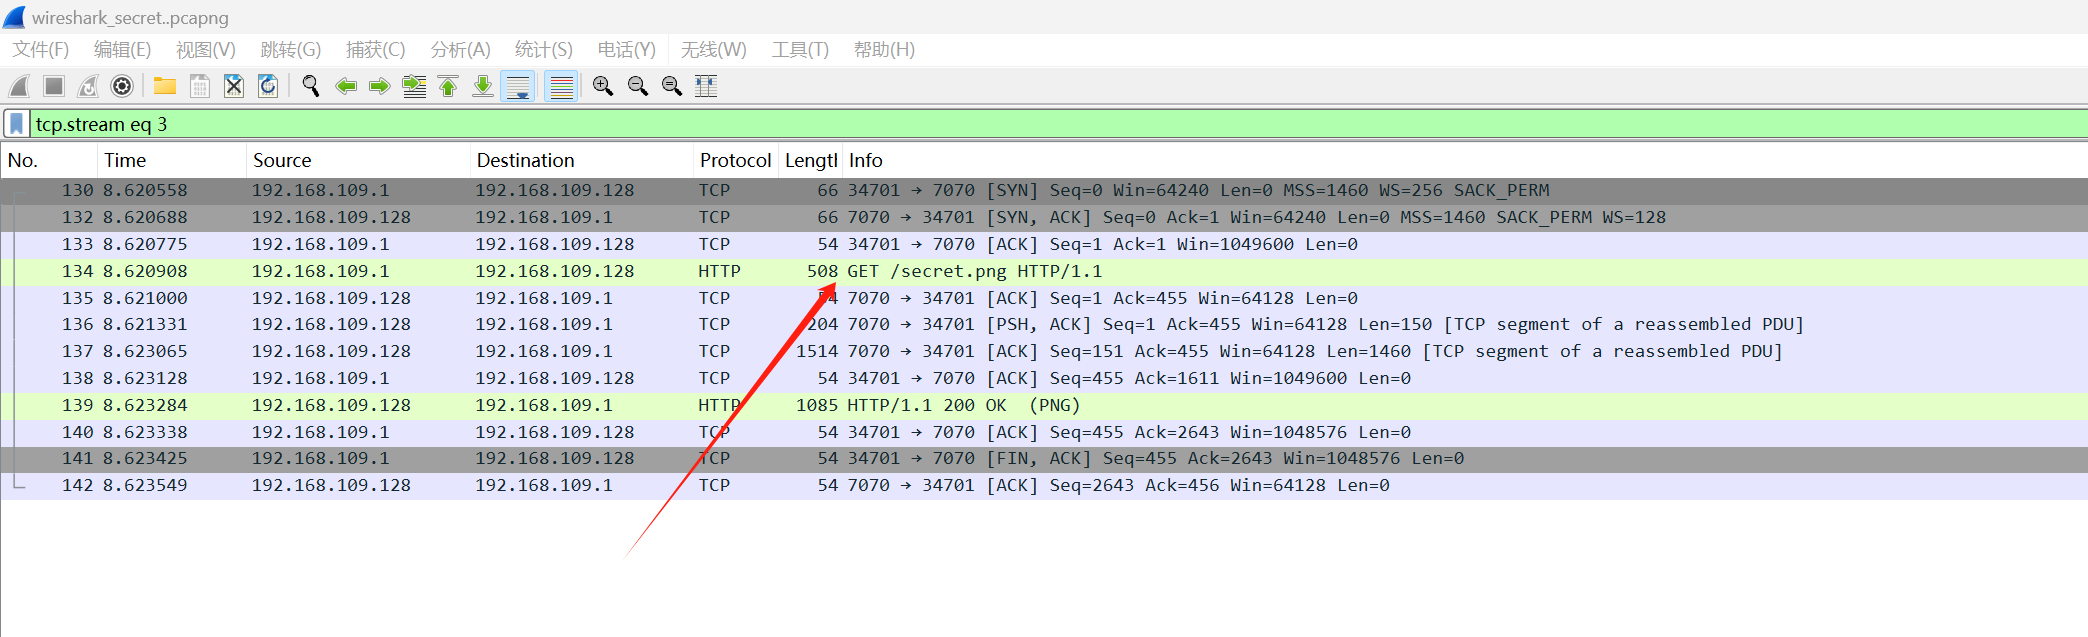 wireshark_secret..pcapng
文件(F) 编辑(E) 视图(V) 跳转(G) 捕获(C) 分析(A) 统计(S) 电话(Y) 无线(W) 工具(T) 帮助(H)
tcp.stream eq 3
No. Time Source Destination Protocol Lengtl Info
130 8.620558 192.168.109.1 192.168.109.128 TCP 66 34701 → 7070 [SYN] Seq=0 Win=64240 Len=0 MSS=1460 WS=256 SACK_PERM
132 8.620688 192.168.109.128 192.168.109.1 TCP 66 7070 → 34701 [SYN, ACK] Seq=0 Ack=1 Win=64240 Len=0 MSS=1460 SACK_PERM WS=128
133 8.620775 192.168.109.1 192.168.109.128 TCP 54 34701 → 7070 [ACK] Seq=1 Ack=1 Win=1049600 Len=0
134 8.620908 192.168.109.1 192.168.109.128 HTTP 508 GET /secret.png HTTP/1.1
135 8.621000 192.168.109.128 192.168.109.1 TCP 54 7070 → 34701 [ACK] Seq=1 Ack=455 Win=64128 Len=0
136 8.621331 192.168.109.128 192.168.109.1 TCP 204 7070 → 34701 [PSH, ACK] Seq=1 Ack=455 Win=64128 Len=150 [TCP segment of a reassembled PDU]
137 8.623065 192.168.109.128 192.168.109.1 TCP 1514 7070 → 34701 [ACK] Seq=151 Ack=455 Win=64128 Len=1460 [TCP segment of a reassembled PDU]
138 8.623128 192.168.109.1 192.168.109.128 TCP 54 34701 → 7070 [ACK] Seq=455 Ack=1611 Win=1049600 Len=0
139 8.623284 192.168.109.128 192.168.109.1 HTTP 1085 HTTP/1.1 200 OK (PNG)
140 8.623338 192.168.109.1 192.168.109.128 TCP 54 34701 → 7070 [ACK] Seq=455 Ack=2643 Win=1048576 Len=0
141 8.623425 192.168.109.1 192.168.109.128 TCP 54 34701 → 7070 [FIN, ACK] Seq=455 Ack=2643 Win=1048576 Len=0
142 8.623549 192.168.109.128 192.168.109.1 TCP 54 7070 → 34701 [ACK] Seq=2643 Ack=456 Win=64128 Len=0